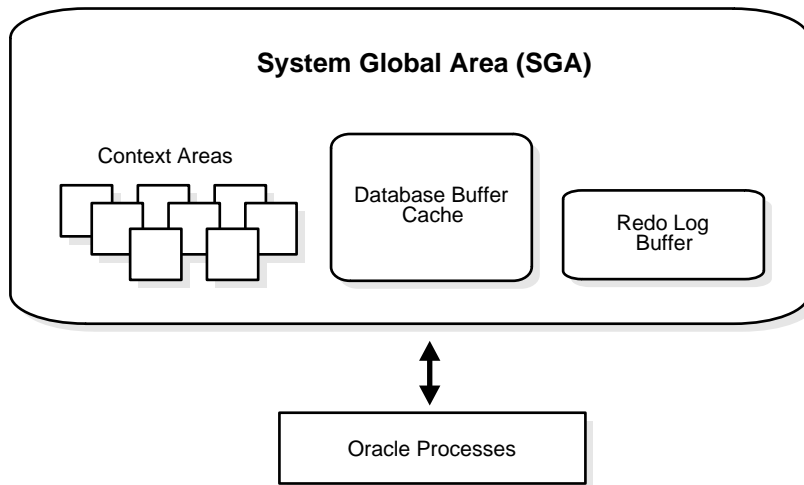 System Global Area (SGA)
Context Areas
Database Buffer
Cache
Redo Log
Buffer
Oracle Processes